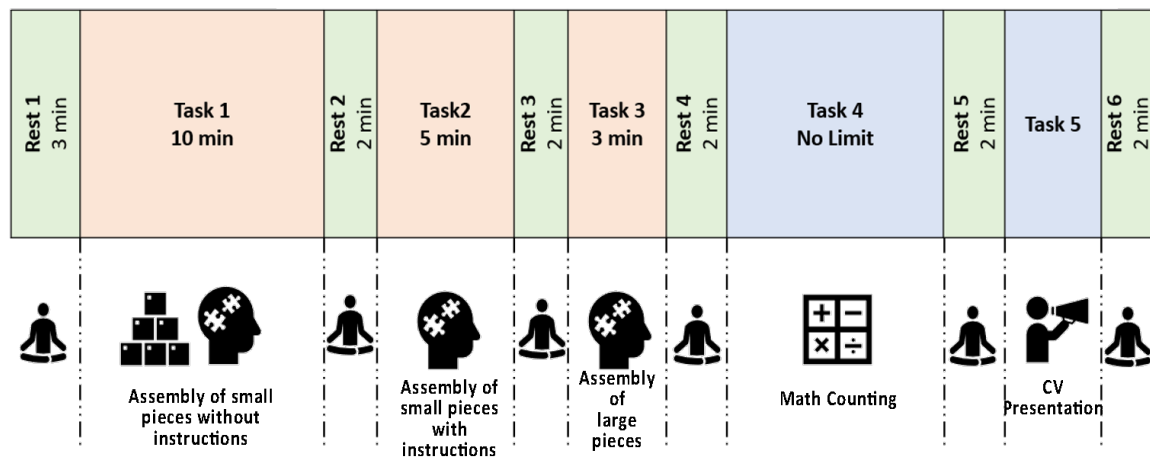 Rest 1
3 min
Task 1
10 min
Rest 2
2 min
Task2
5 min
Rest 3
2 min
Task 3
3 min
Rest 4
2 min
Task 4
No Limit
Rest 5
2 min
Task 5
Rest 6
2 min
Assembly of small
pieces without
instructions
Assembly of
small pieces
with
instructions
Assembly
of
large
pieces
+ −
× ÷
Math Counting
CV
Presentation